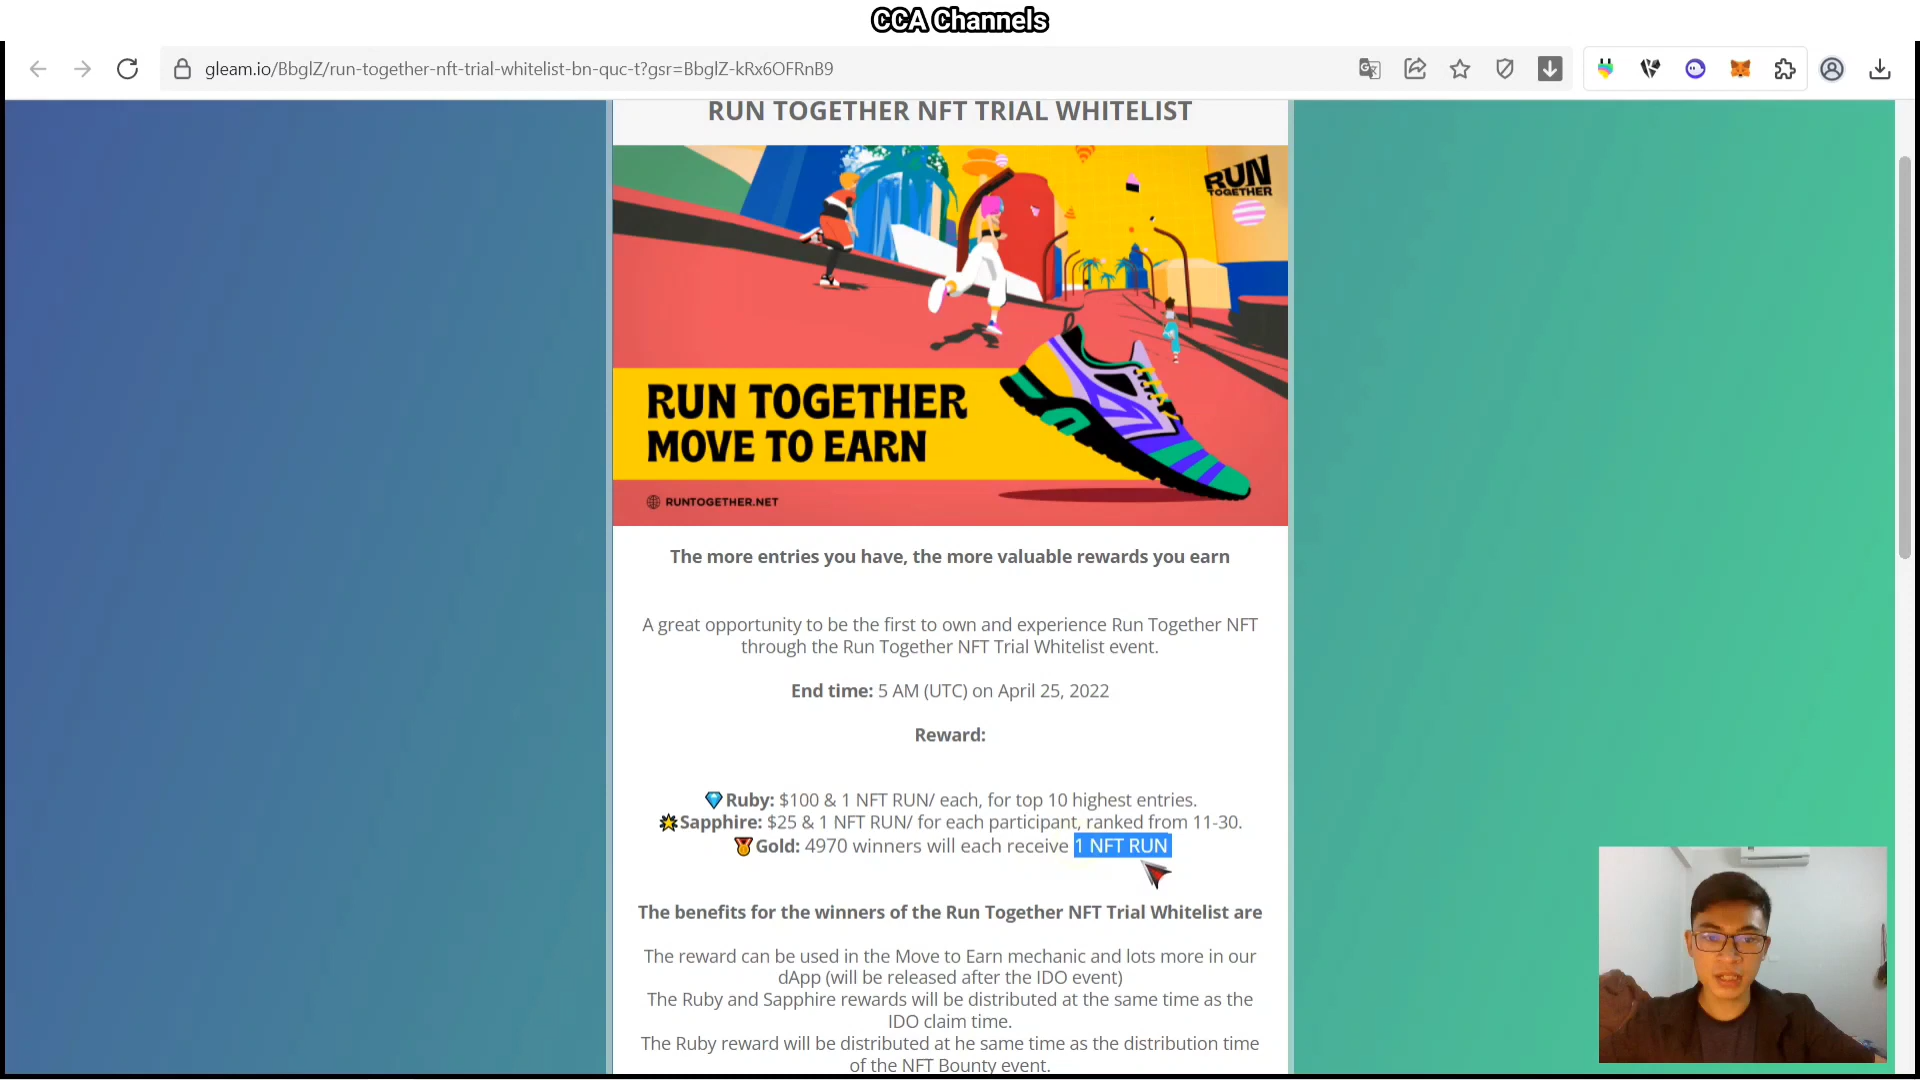 CCA Channels
gleam.io/BbglZ/run-together-nft-trial-whitelist-bn-quc-t?gsr=BbglZ-kRx6OFRnB9
RUN TOGETHER NFT TRIAL WHITELIST
RUN
TOGETHER
RUN TOGETHER
MOVE TO EARN
RUNTOGETHER.NET
The more entries you have, the more valuable rewards you earn
A great opportunity to be the first to own and experience Run Together NFT
through the Run Together NFT Trial Whitelist event.
End time: 5 AM (UTC) on April 25, 2022
Reward:
💎Ruby: $100 & 1 NFT RUN/ each, for top 10 highest entries.
🌟Sapphire: $25 & 1 NFT RUN/ for each participant, ranked from 11-30.
🏅Gold: 4970 winners will each receive 1 NFT RUN
The benefits for the winners of the Run Together NFT Trial Whitelist are
The reward can be used in the Move to Earn mechanic and lots more in our
dApp (will be released after the IDO event)
The Ruby and Sapphire rewards will be distributed at the same time as the
IDO claim time.
The Ruby reward will be distributed at he same time as the distribution time
of the NFT Bounty event.